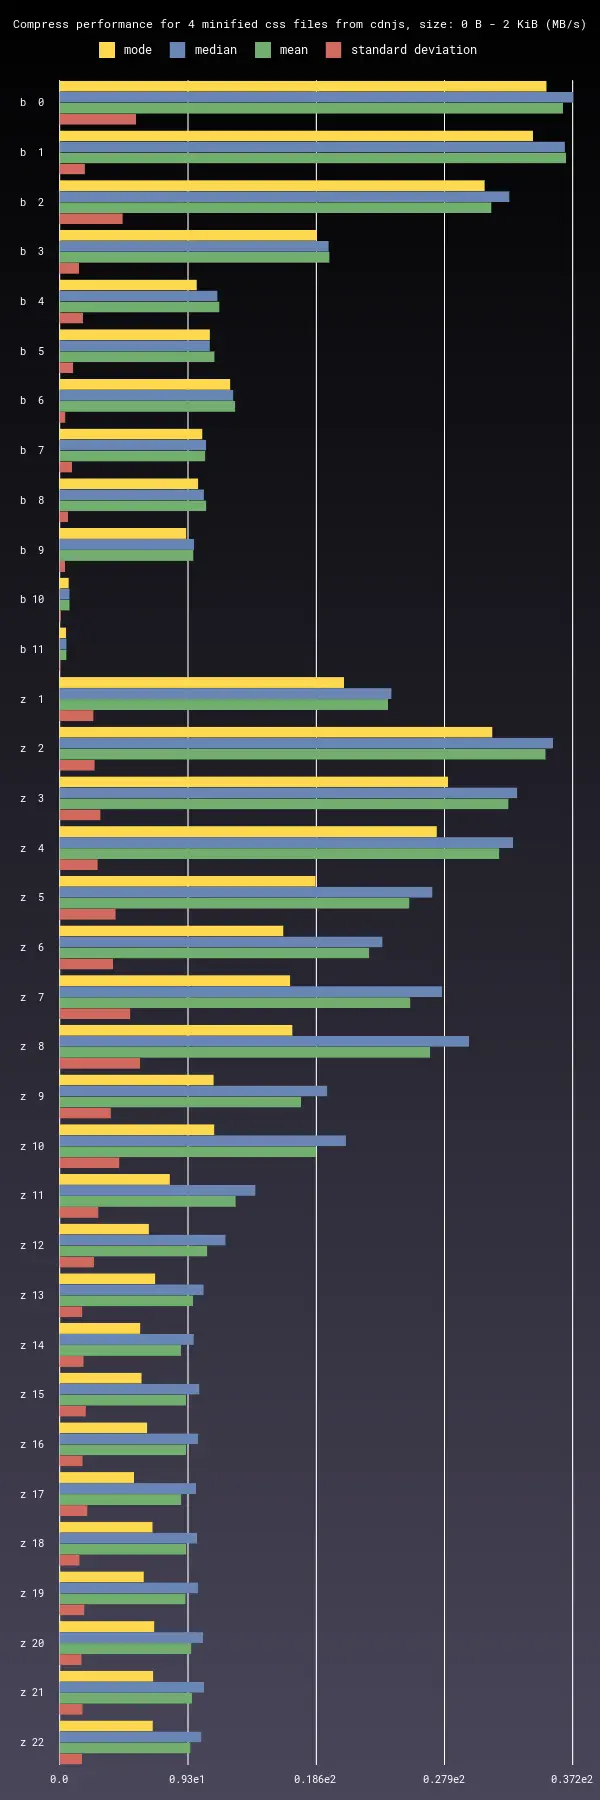 Compress performance for 4 minified css files from cdnjs, size: 0 B - 2 KiB (MB/s)
mode median mean standard deviation
b 0
b 1
b 2
b 3
b 4
b 5
b 6
b 7
b 8
b 9
b 10
b 11
z 1
z 2
z 3
z 4
z 5
z 6
z 7
z 8
z 9
z 10
z 11
z 12
z 13
z 14
z 15
z 16
z 17
z 18
z 19
z 20
z 21
z 22
0.0 0.93e1 0.186e2 0.279e2 0.372e2